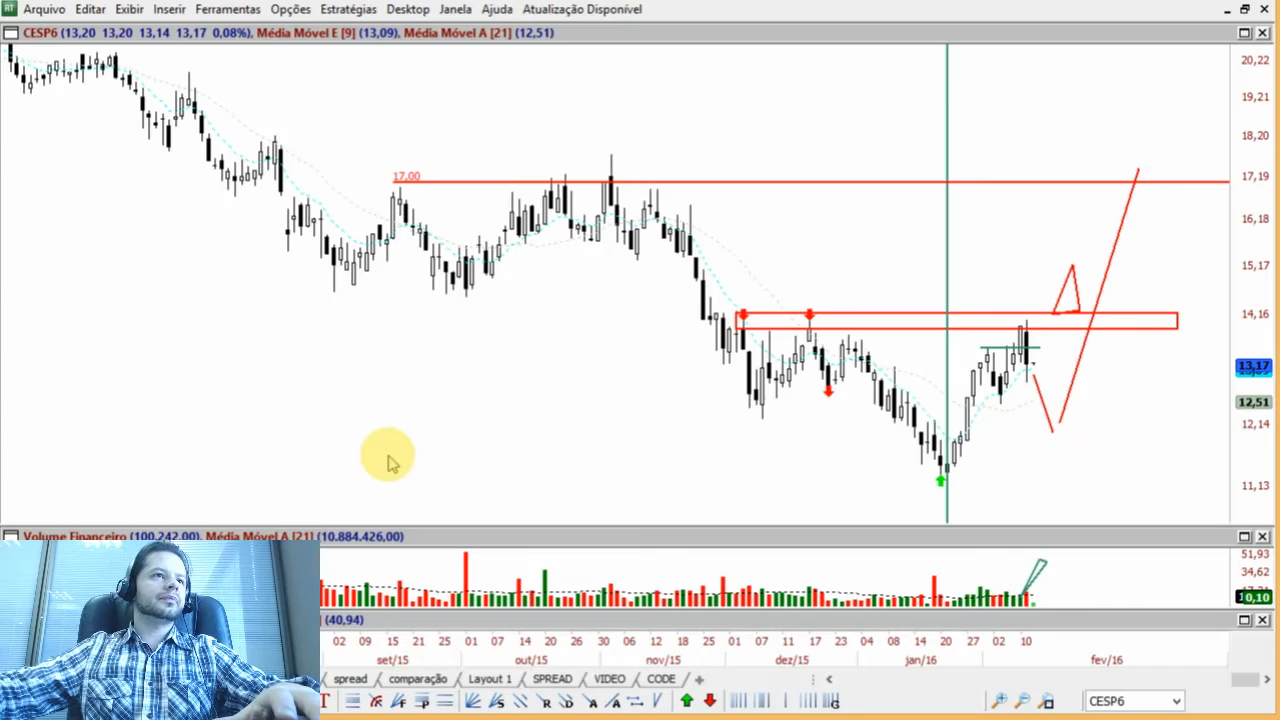 RT Arquivo Editar Exibir Inserir Ferramentas Opções Estratégias Desktop Janela Ajuda Atualização Disponível
CESP6 (13,20 13,20 13,14 13,17 0,08%), Média Móvel E [9] (13,09), Média Móvel A [21] (12,51)
20,22
19,21
18,20
17,00
17,19
16,18
15,17
14,16
13,17
12,51
12,14
11,13
Volume Financeiro (100.242,00), Média Móvel A [21] (10.884.426,00)
51,93
34,62
0,10
(40,94)
02 09 15 21 25 01 07 14 20 26 30 06 12 18 25 01 07 11 17 23 04 08 14 20 27 02 10
set/15 out/15 nov/15 dez/15 jan/16 fev/16
spread comparação Layout 1 SPREAD VIDEO CODE
CESP6